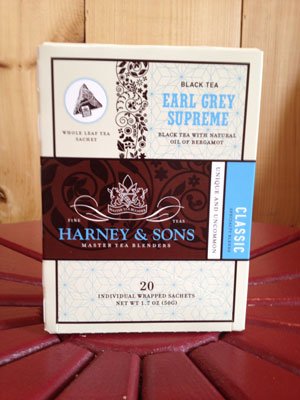 BLACK TEA
EARL GREY
SUPREME
BLACK TEA WITH NATURAL
OIL OF BERGAMOT
WHOLE LEAF TEA
SACHET
FINE TEAS
HARNEY & SONS
MASTER TEA BLENDERS
UNIQUE AND UNCOMMON
CLASSIC
20
INDIVIDUAL WRAPPED SACHETS
NET WT 1.7 OZ (50G)